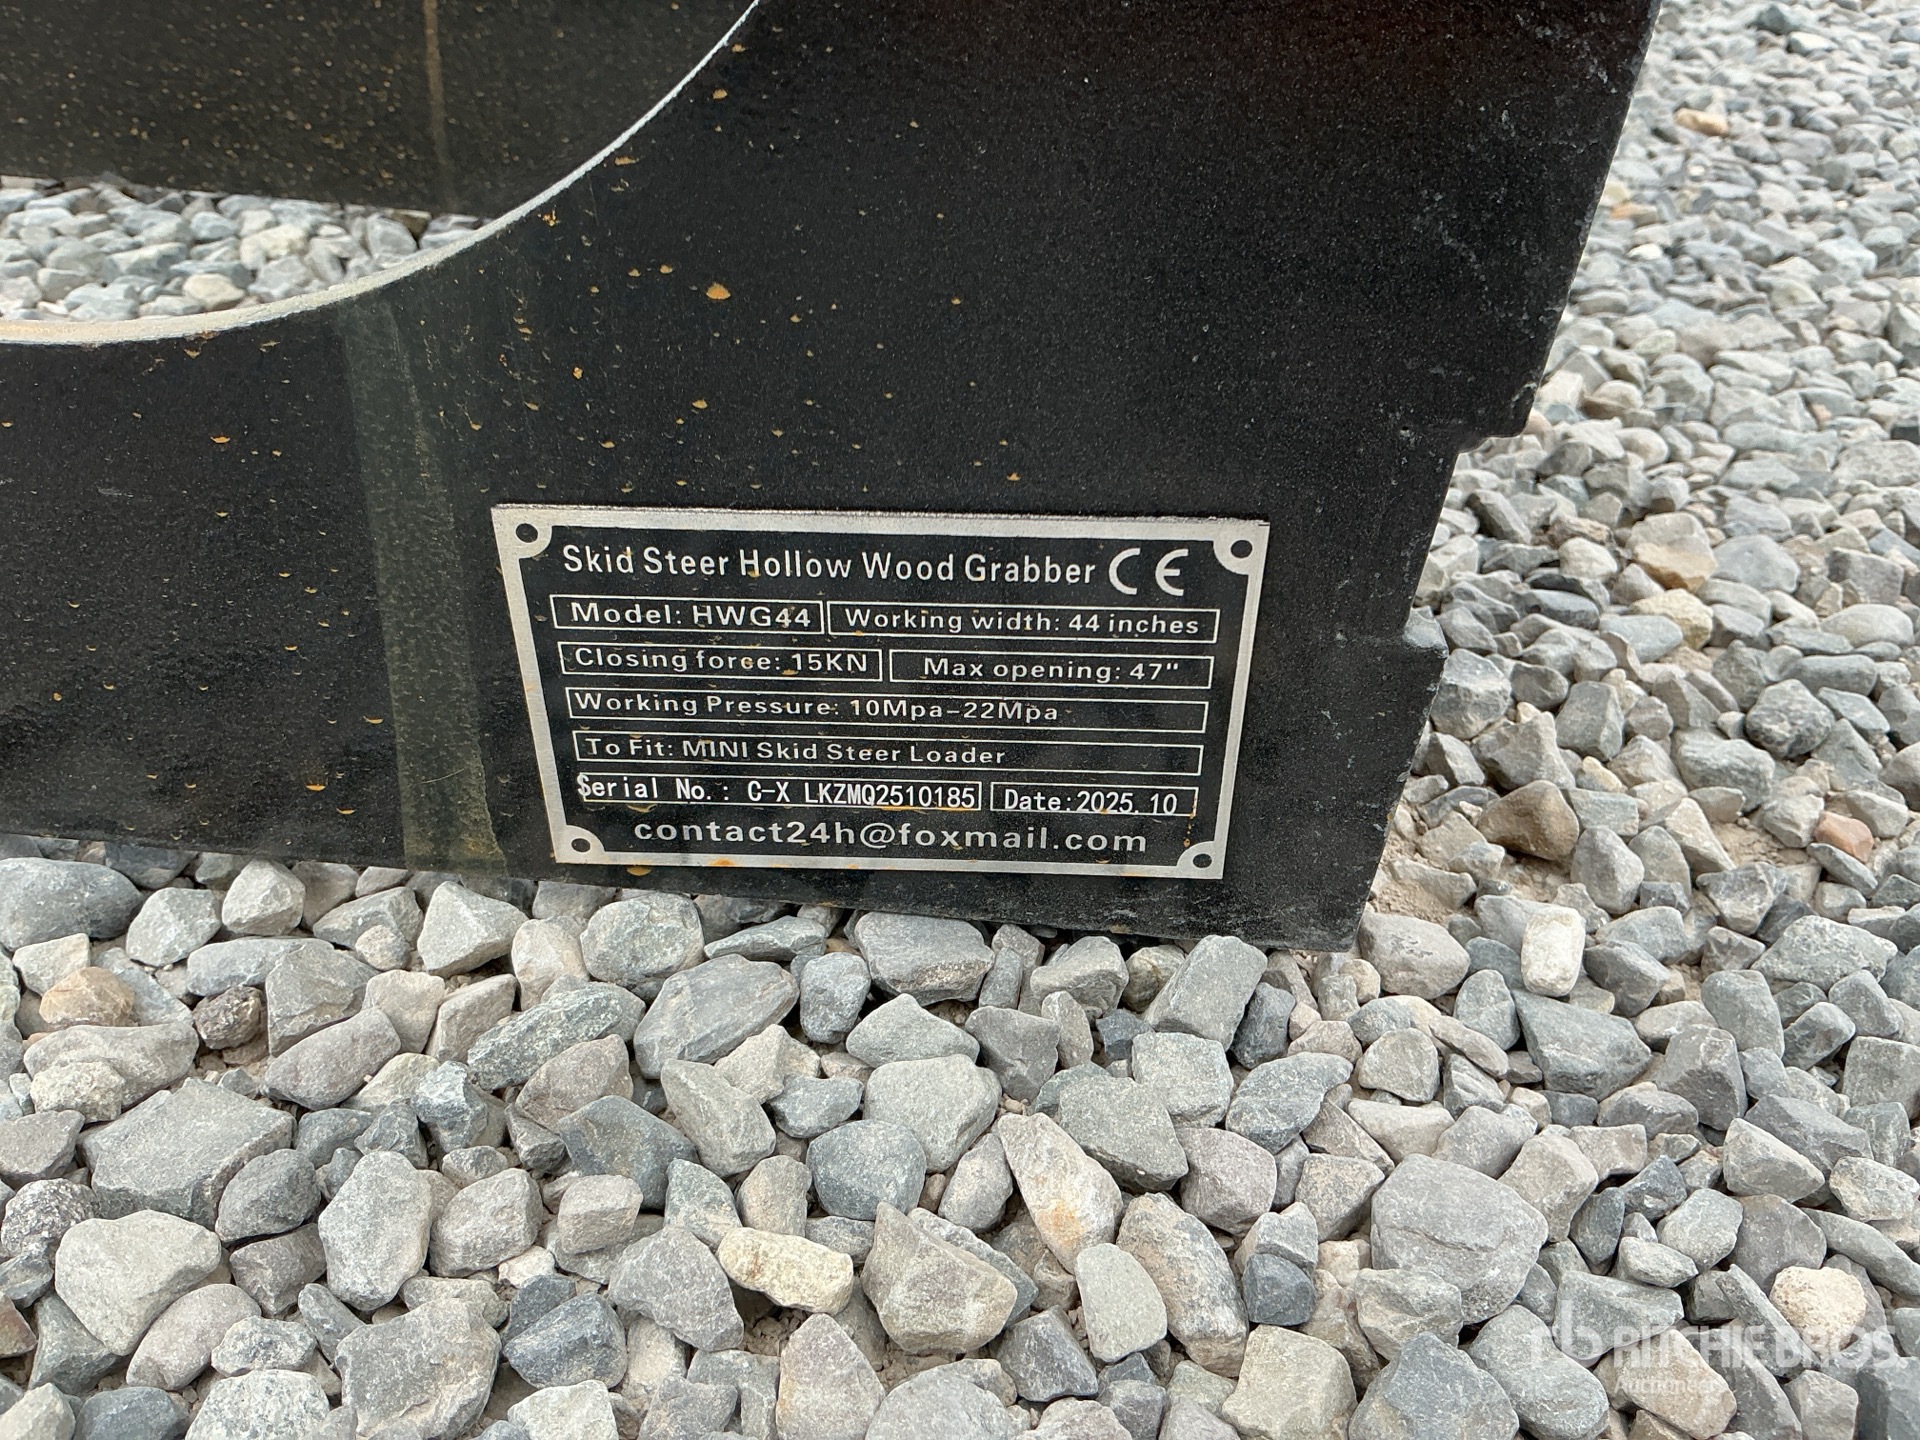 Skid Steer Hollow Wood Grabber CE
Model: HWG44 Working width: 44 inches
Closing force: 15KN Max opening: 47"
Working Pressure: 10Mpa-22Mpa
To Fit: MINI Skid Steer Loader
Serial No.: C-X LKZMQ2510185 Date:2025.10
contact24h@foxmail.com
rb RITCHIE BROS.
Auctioneers